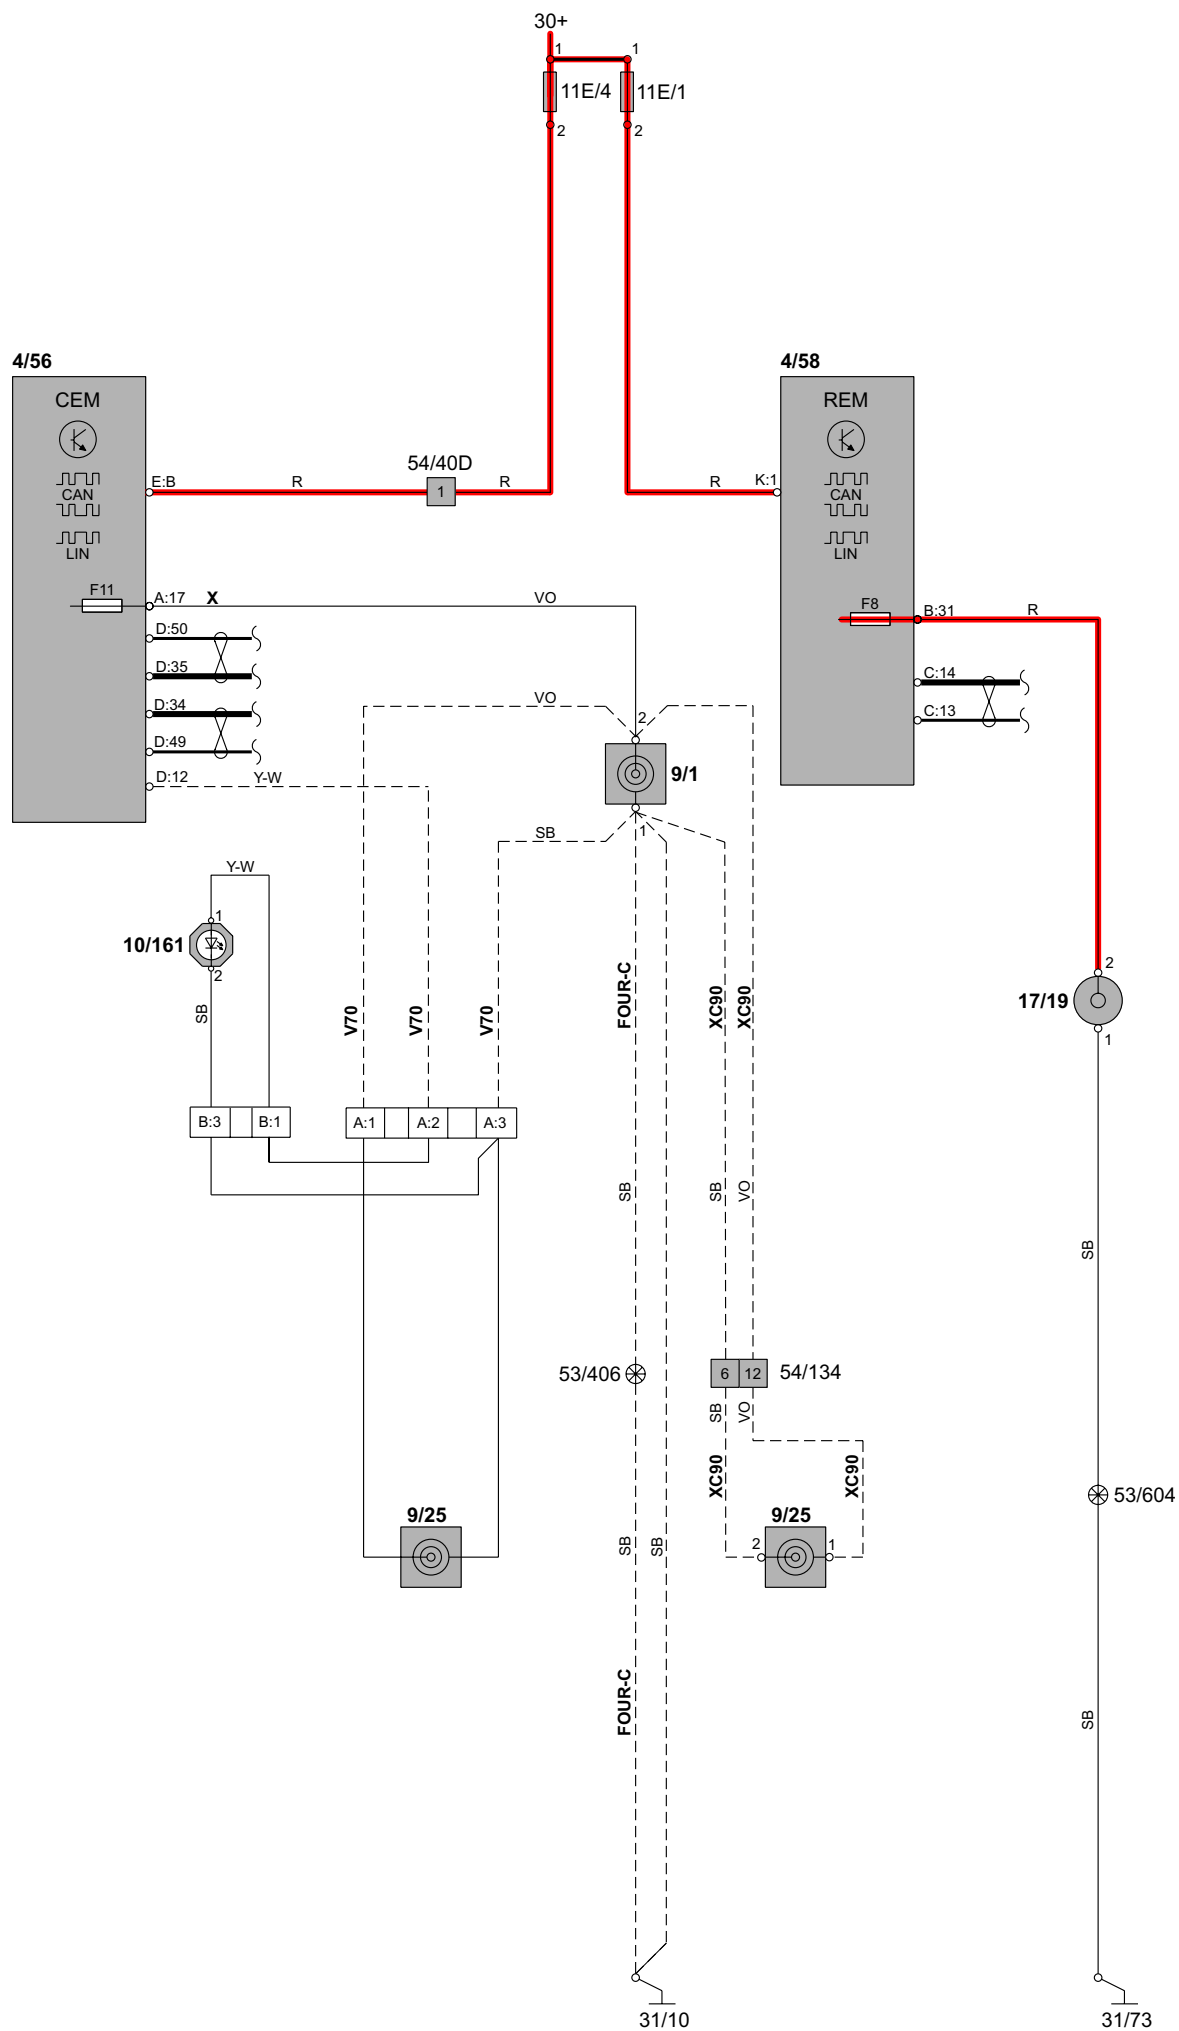 30+
1 1
11E/4 11E/1
2 2
4/56 4/58
CEM REM
54/40D
E:B R 1 R R K:1
CAN CAN
LIN LIN
F11 A:17 X VO
F8 B:31 R
D:50
D:35
D:34
D:49
D:12 Y-W
C:14
C:13
VO 2
9/1
SB 1
Y-W
1
10/161
2
SB
V70 V70 V70
FOUR-C
XC90 XC90
2
17/19
1
B:3 B:1 A:1 A:2 A:3
SB SB VO
SB
53/406 6 12 54/134
SB VO
XC90 XC90
53/604
9/25 9/25
SB SB 2 1
FOUR-C
SB
31/10 31/73